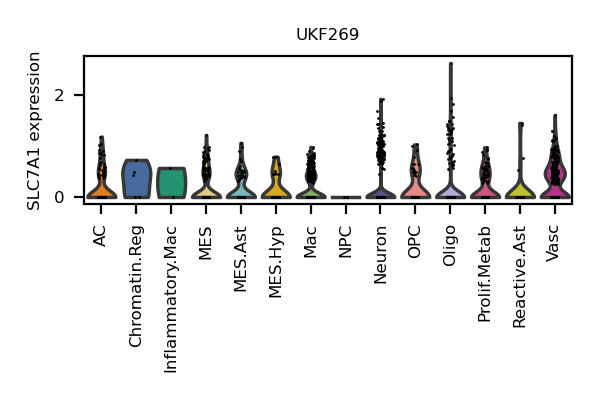 UKF269
SLC7A1 expression
2
0
AC
Chromatin.Reg
Inflammatory.Mac
MES
MES.Ast
MES.Hyp
Mac
NPC
Neuron
OPC
Oligo
Prolif.Metab
Reactive.Ast
Vasc